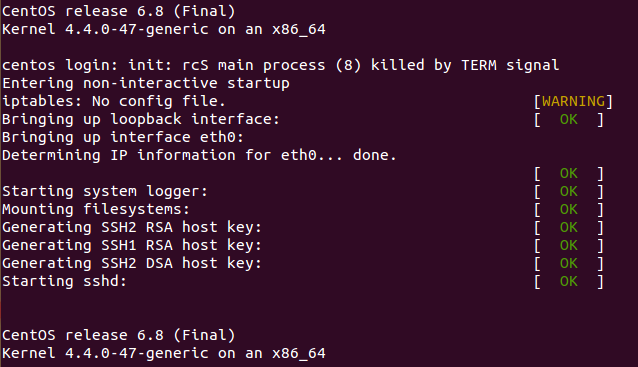 CentOS release 6.8 (Final)
Kernel 4.4.0-47-generic on an x86_64
centos login: init: rcS main process (8) killed by TERM signal
Entering non-interactive startup
iptables: No config file. [WARNING]
Bringing up loopback interface: [ OK ]
Bringing up interface eth0:
Determining IP information for eth0... done.
[ OK ]
Starting system logger: [ OK ]
Mounting filesystems: [ OK ]
Generating SSH2 RSA host key: [ OK ]
Generating SSH1 RSA host key: [ OK ]
Generating SSH2 DSA host key: [ OK ]
Starting sshd: [ OK ]
CentOS release 6.8 (Final)
Kernel 4.4.0-47-generic on an x86_64